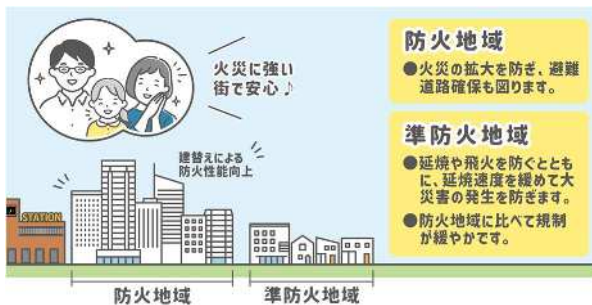 火災に強い
街で安心♪
建替えによる
防火性能向上
STATION
防火地域
準防火地域
防火地域
●火災の拡大を防ぎ、避難
道路確保も図ります。
準防火地域
●延焼や飛火を防ぐととも
に、延焼速度を緩めて大
災害の発生を防ぎます。
●防火地域に比べて規制
が緩やかです。